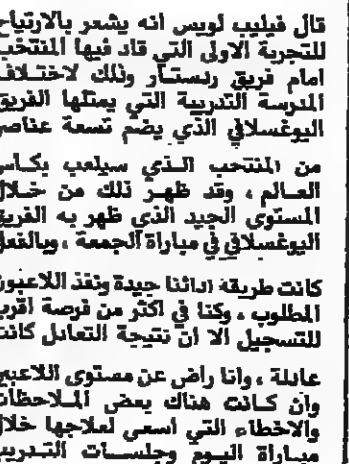 قال فيليب لويس انه يشعر بالارتياح
للتجربة الاولى التي قاد فيها المنتخب
امام فريق ردستار وذلك لاختلاف
المدرسة التدريبية التي يمثلها الفريق
اليوغسلافي الذي يضم تسعة عناصر
من المنتخب الذي سيلعب بكأس
العالم ، وقد ظهر ذلك من خلال
المستوى الجيد الذي ظهر به الفريق
اليوغسلافي في مباراة الجمعة ، وبالفعل
كانت طريقة ادائنا جيدة ونفذ اللاعبون
المطلوب ، وكنا في اكثر من فرصة اقرب
للتسجيل الا ان نتيجة التعادل كانت
عادلة ، وانا راض عن مستوى اللاعبين
وان كانت هناك بعض الملاحظات
والاخطاء التي اسعى لعلاجها خلال
مباراة اليوم وجلسات التدريب